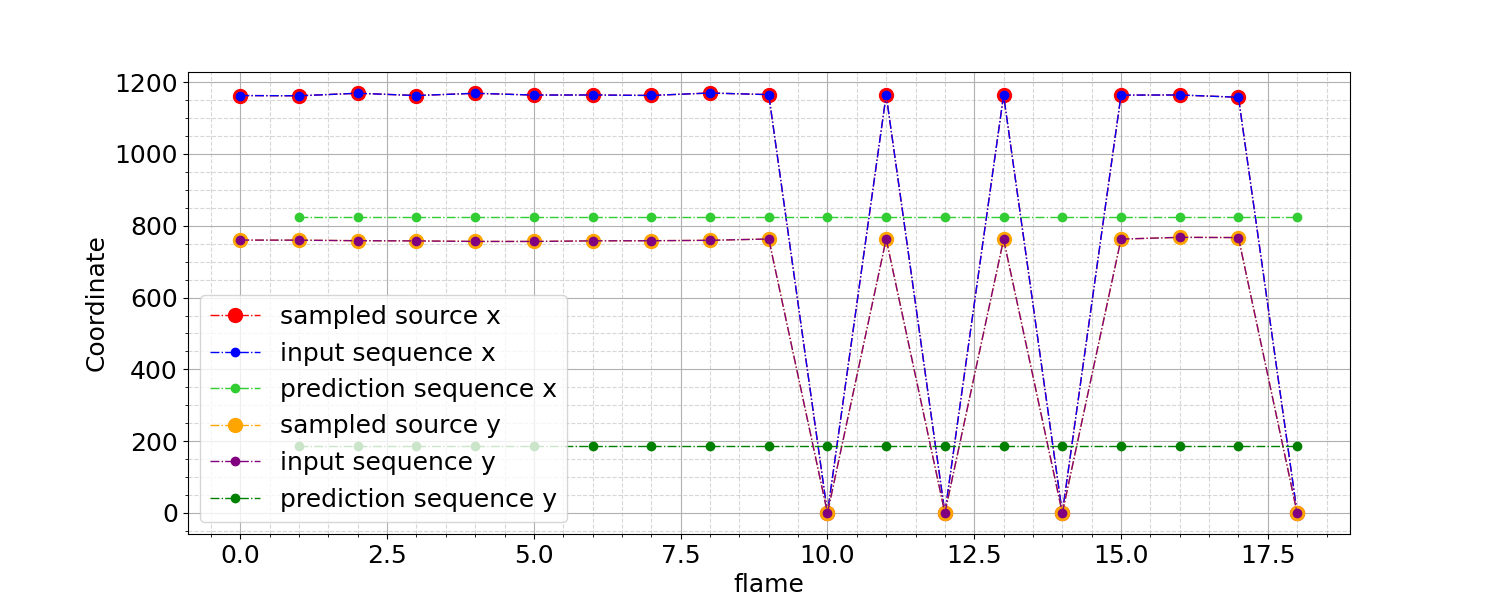 1200
1000
800
600
400
200
0
Coordinate
sampled source x
input sequence x
prediction sequence x
sampled source y
input sequence y
prediction sequence y
0.0 2.5 5.0 7.5 10.0 12.5 15.0 17.5
flame